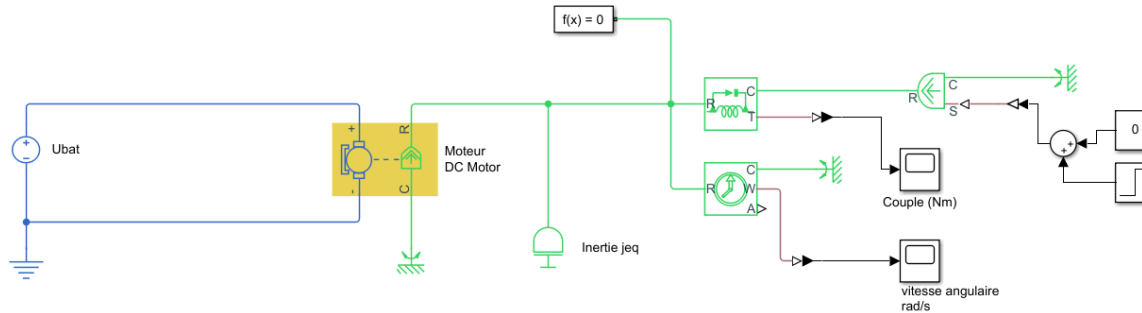 f(x) = 0
Ubat
+
-
R
C
Moteur
DC Motor
Inertie jeq
R
C
T
R
C
W
A
R
C
S
+
+
0
Couple (Nm)
vitesse angulaire
rad/s